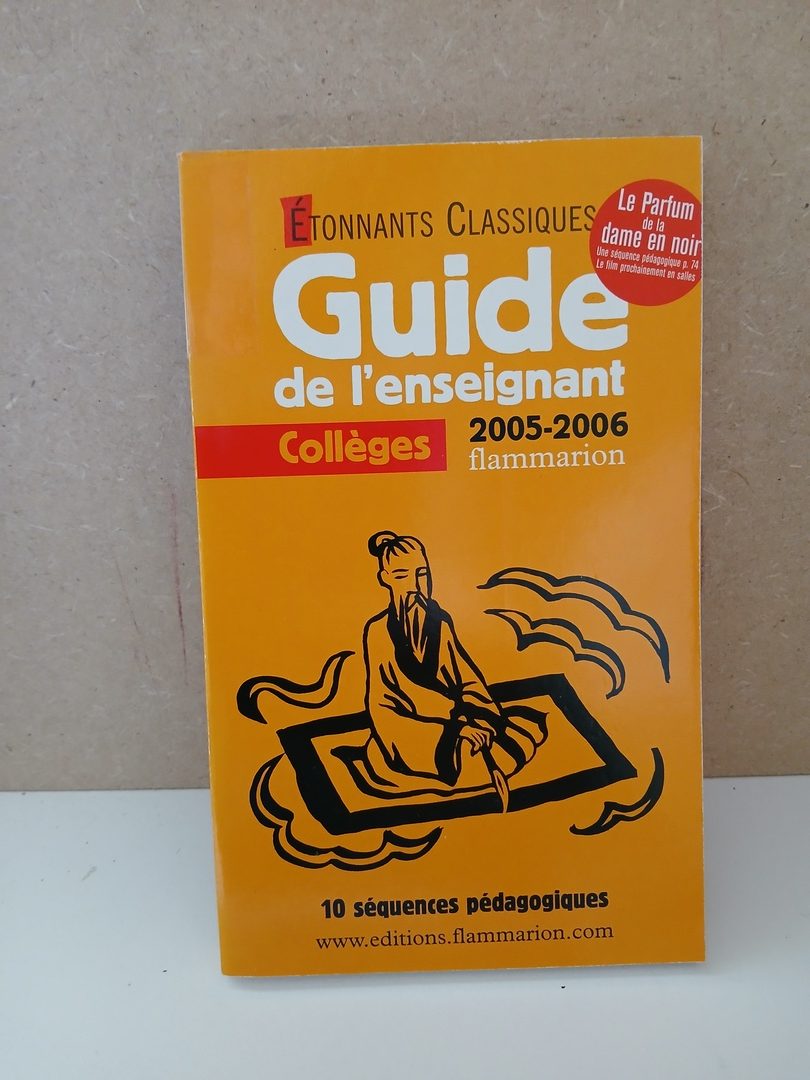 Étonnants Classiques
Le Parfum
de la
dame en noir
Une séquence pédagogique p. 74
Le film prochainement en salles
Guide
de l'enseignant
Collèges
2005-2006
flammarion
10 séquences pédagogiques
www.editions.flammarion.com